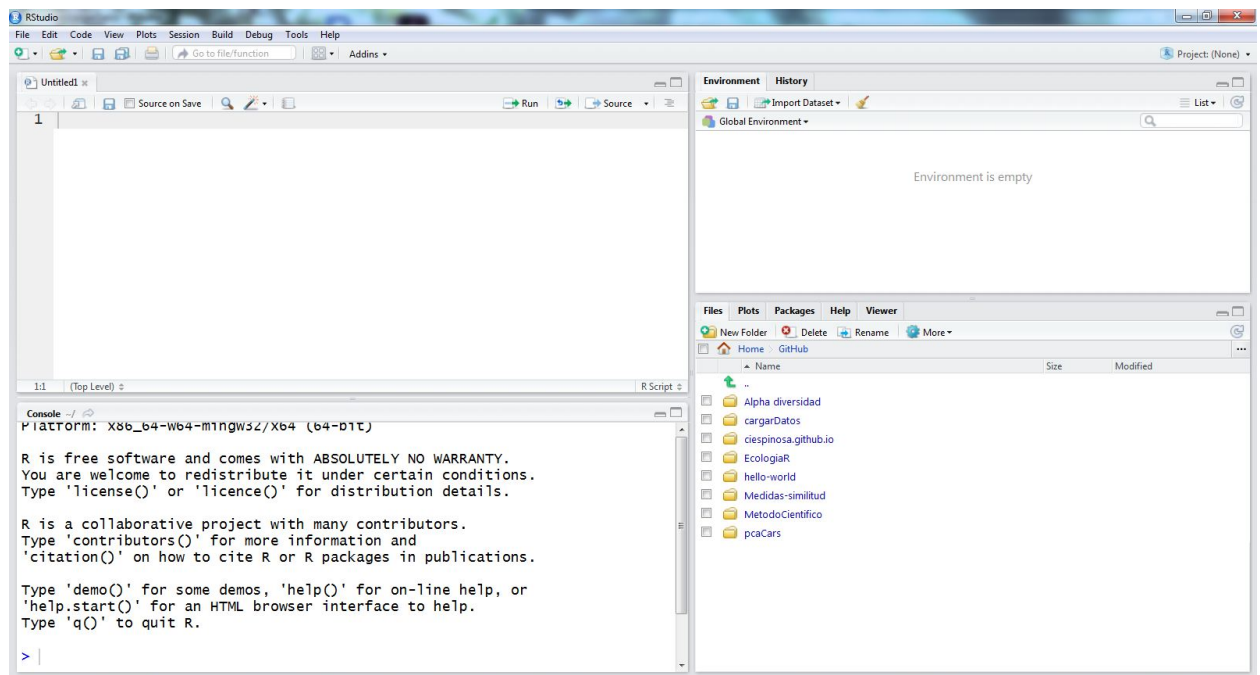 RStudio
File Edit Code View Plots Session Build Debug Tools Help
Go to file/function Addins Project: (None)
Untitled1
Source on Save Run Source
1
1:1 (Top Level) R Script
Console ~/
Platform: x86_64-w64-mingw32/x64 (64-bit)
R is free software and comes with ABSOLUTELY NO WARRANTY.
You are welcome to redistribute it under certain conditions.
Type 'license()' or 'licence()' for distribution details.
R is a collaborative project with many contributors.
Type 'contributors()' for more information and
'citation()' on how to cite R or R packages in publications.
Type 'demo()' for some demos, 'help()' for on-line help, or
'help.start()' for an HTML browser interface to help.
Type 'q()' to quit R.
>
Environment History
Import Dataset List
Global Environment
Environment is empty
Files Plots Packages Help Viewer
New Folder Delete Rename More
Home GitHub ...
Name Size Modified
..
Alpha diversidad
cargarDatos
ciespinosa.github.io
EcologiaR
hello-world
Medidas-similitud
MetodoCientifico
pcaCars